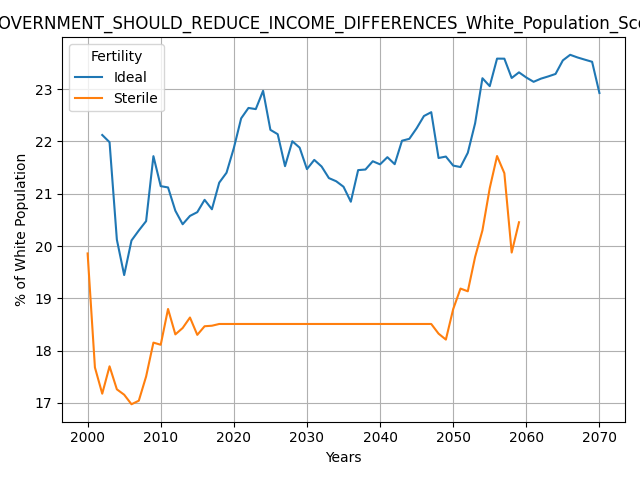 OVERNMENT_SHOULD_REDUCE_INCOME_DIFFERENCES_White_Population_Sc
Fertility
Ideal
Sterile
% of White Population
23
22
21
20
19
18
17
2000 2010 2020 2030 2040 2050 2060 2070
Years